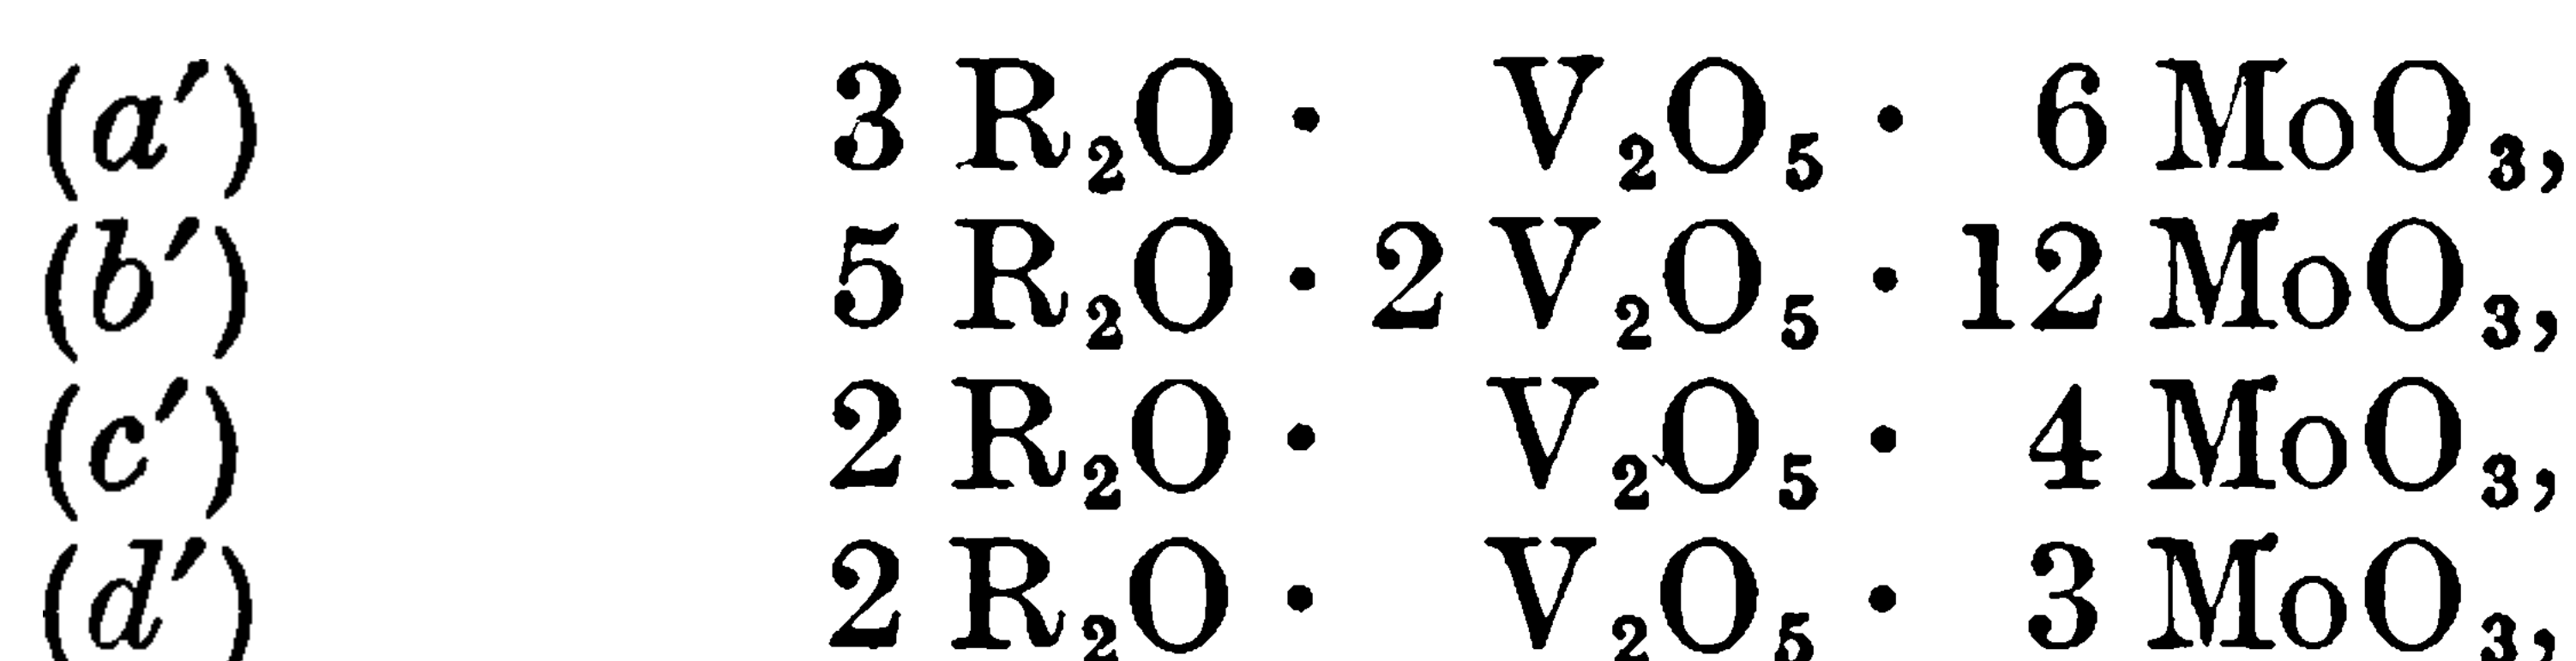 (a′) 3 R₂O · V₂O₅ · 6 MoO₃,
(b′) 5 R₂O · 2 V₂O₅ · 12 MoO₃,
(c′) 2 R₂O · V₂O₅ · 4 MoO₃,
(d′) 2 R₂O · V₂O₅ · 3 MoO₃,